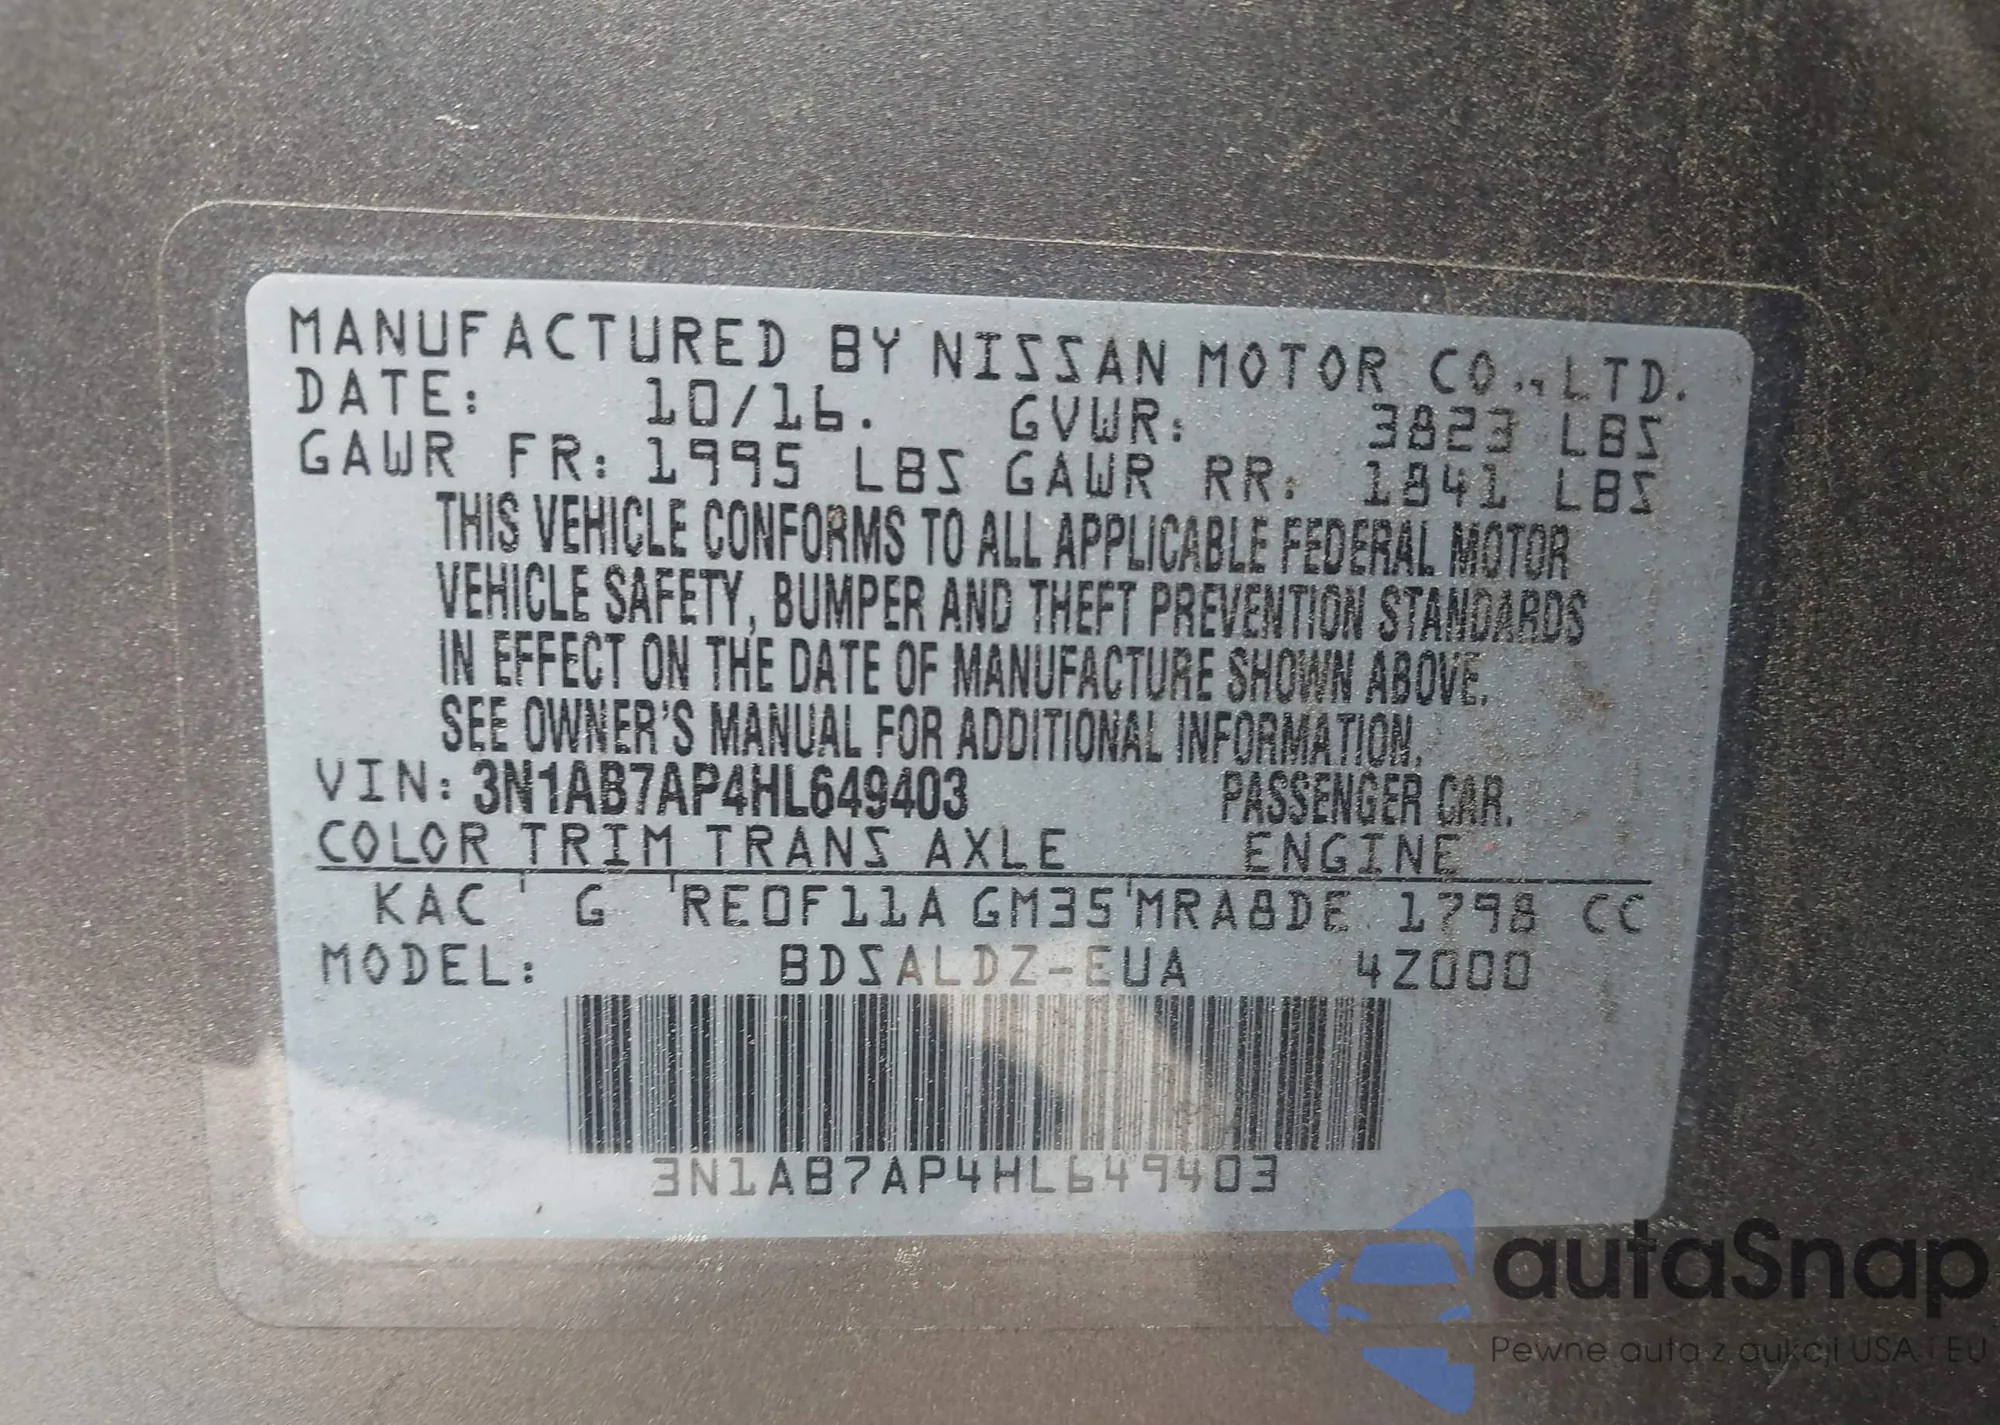 MANUFACTURED BY NISSAN MOTOR CO., LTD.
DATE: 10/16. GVWR: 3823 LBS
GAWR FR: 1995 LBS GAWR RR: 1841 LBS
THIS VEHICLE CONFORMS TO ALL APPLICABLE FEDERAL MOTOR
VEHICLE SAFETY, BUMPER AND THEFT PREVENTION STANDARDS
IN EFFECT ON THE DATE OF MANUFACTURE SHOWN ABOVE.
SEE OWNER'S MANUAL FOR ADDITIONAL INFORMATION.
VIN: 3N1AB7AP4HL649403 PASSENGER CAR.
COLOR TRIM TRANS AXLE ENGINE
KAC G RE0F11A GM35 MRA8DE 1798 CC
MODEL: BDSALDZ-EUA 4Z000
3N1AB7AP4HL649403
autaSnap
Pewne auta z aukcji USA i EU